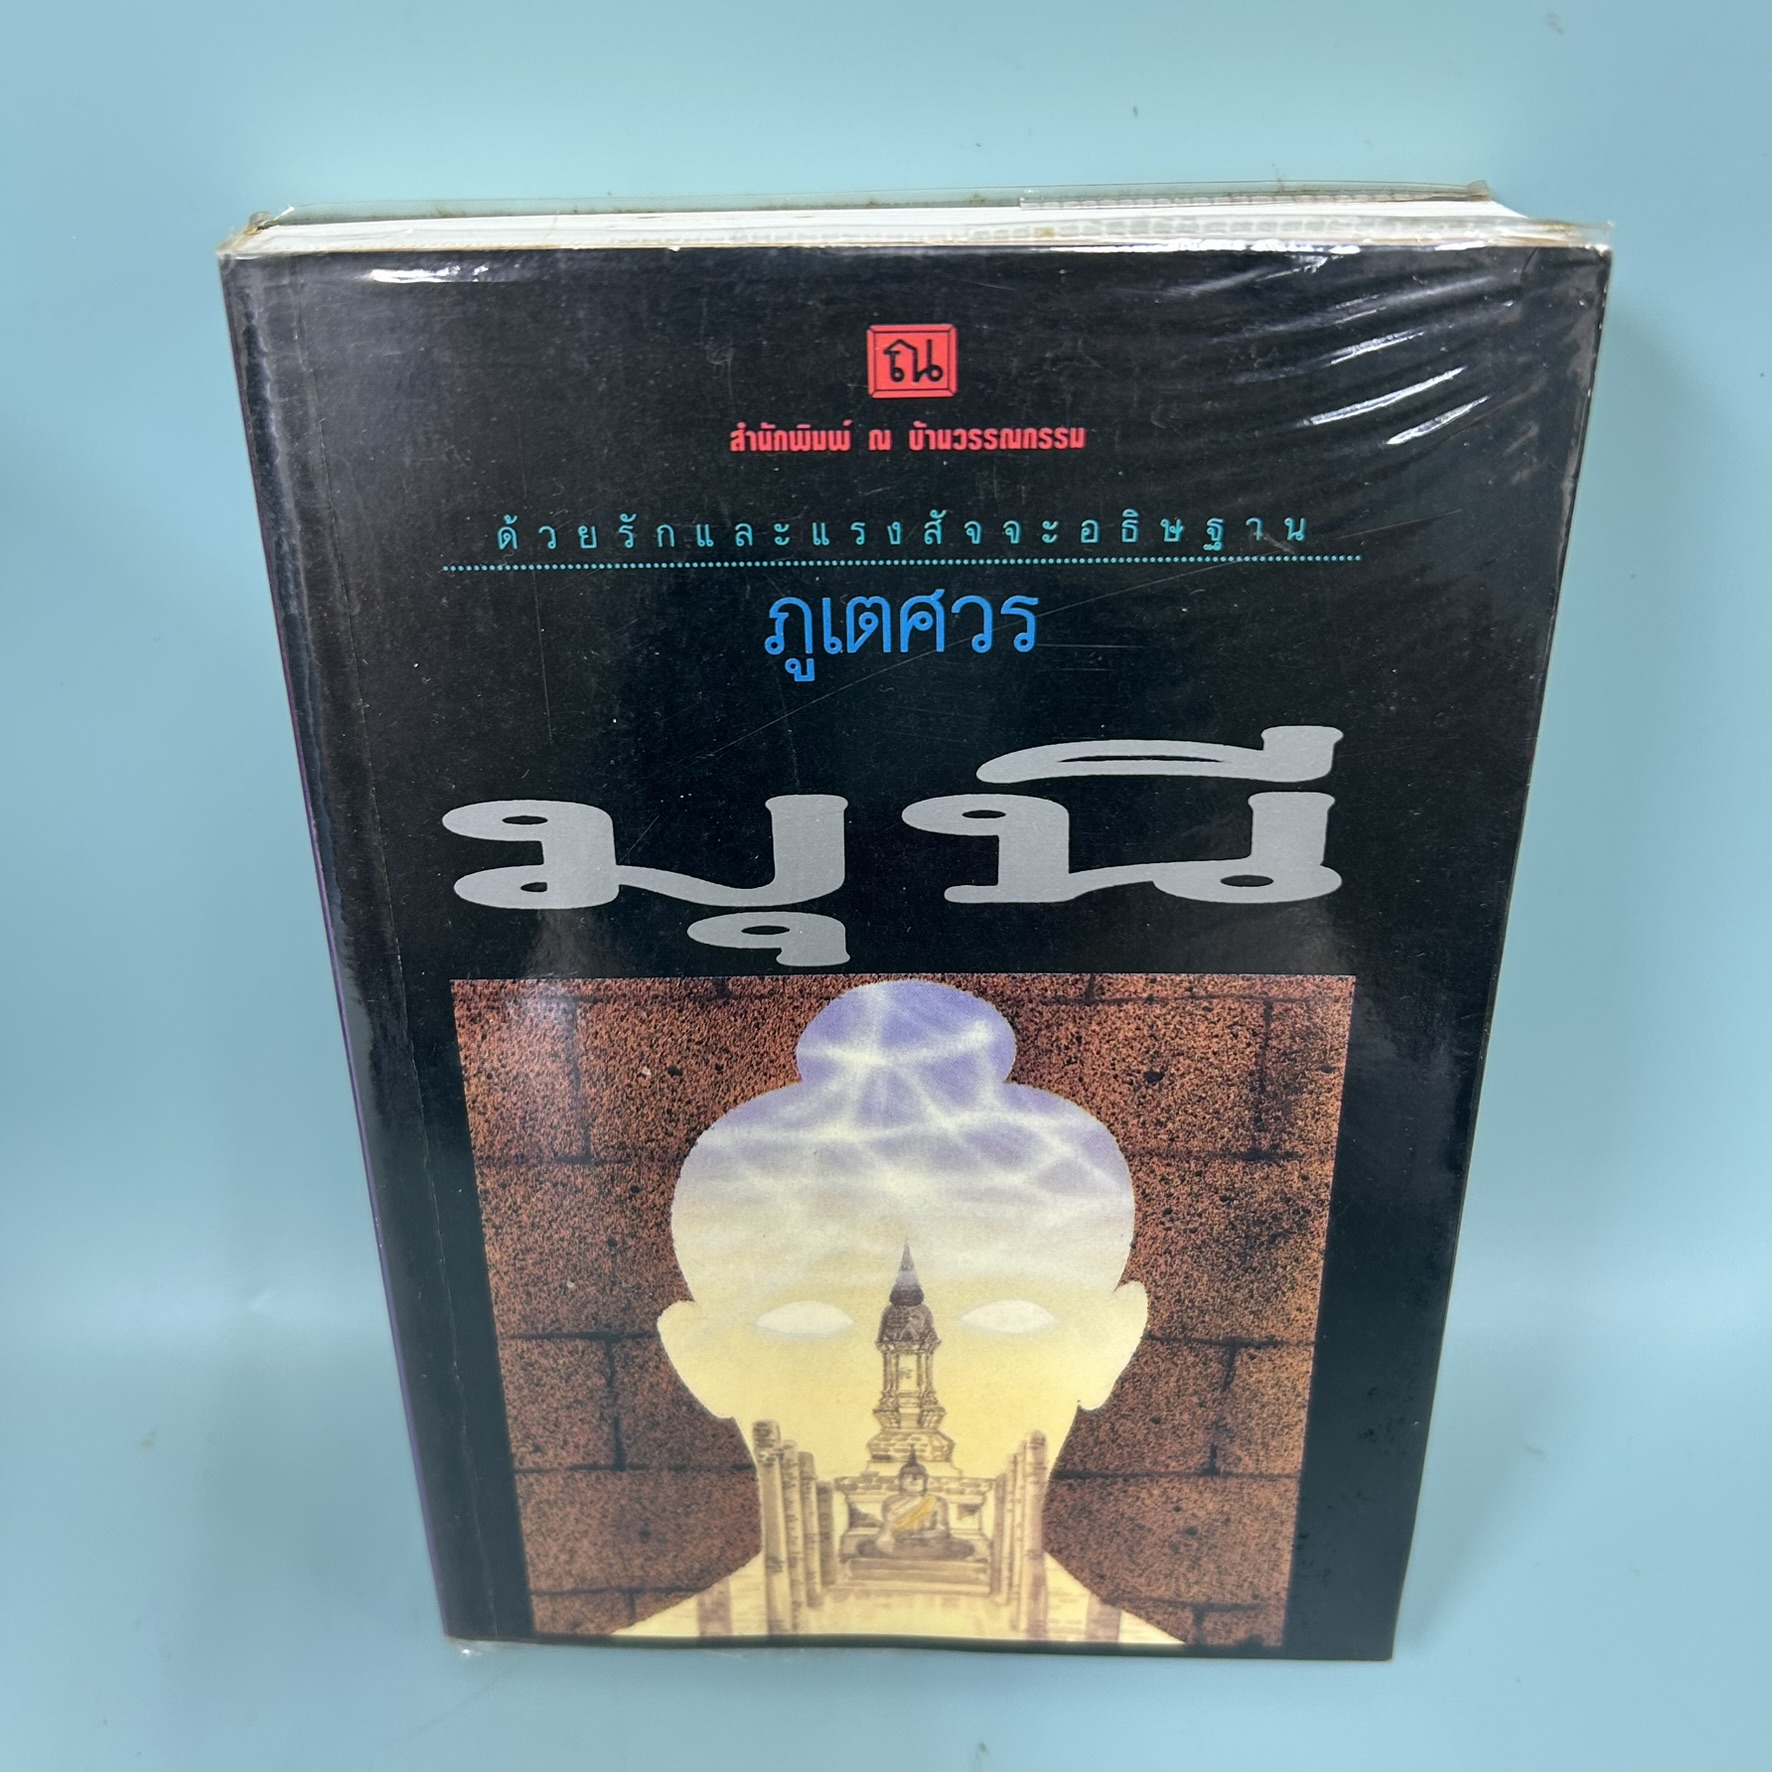 ณ
สำนักพิมพ์ ณ บ้านวรรณกรรม
ด้วยรักและแรงสัจจะอธิษฐาน
ภูเตศวร
มุนี